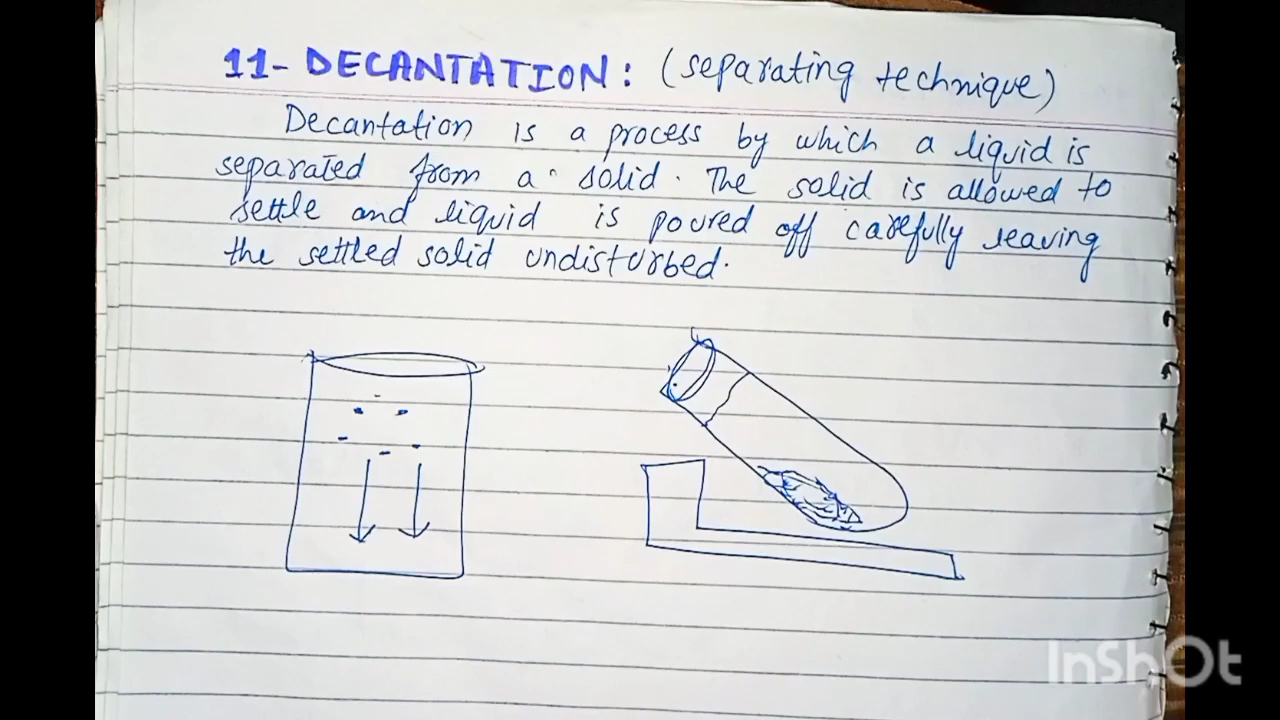 11- DECANTATION: (separating technique)
Decantation is a process by which a liquid is
separated from a solid. The solid is allowed to
settle and liquid is poured off carefully leaving
the settled solid undisturbed.
InShOt